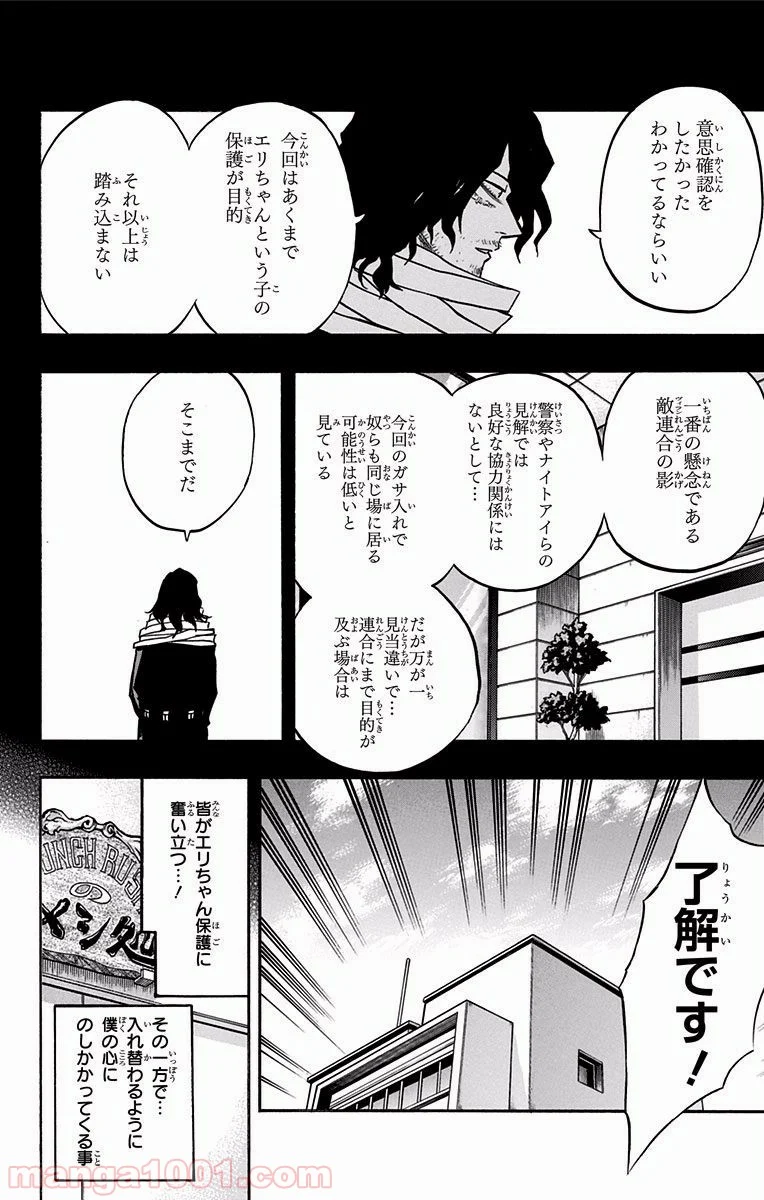 意思確認を
したかった
わかってるならいい
今回はあくまで
エリちゃんという子の
保護が目的
それ以上は
踏み込まない
一番の懸念である
敵連合の影
警察やナイトアイらの
見解では
良好な協力関係には
ないとして…
今回のガサ入れで
奴らも同じ場に居る
可能性は低いと
見ている
だが万が一
見当違いで…
連合にまで目的が
及ぶ場合は
そこまでだ
了解です!
皆がエリちゃん保護に
奮い立つ…!
UNCH RUS
の
メシ処
その一方で…
入れ替わるように
僕の心に
のしかかってくる事
manga1001.com